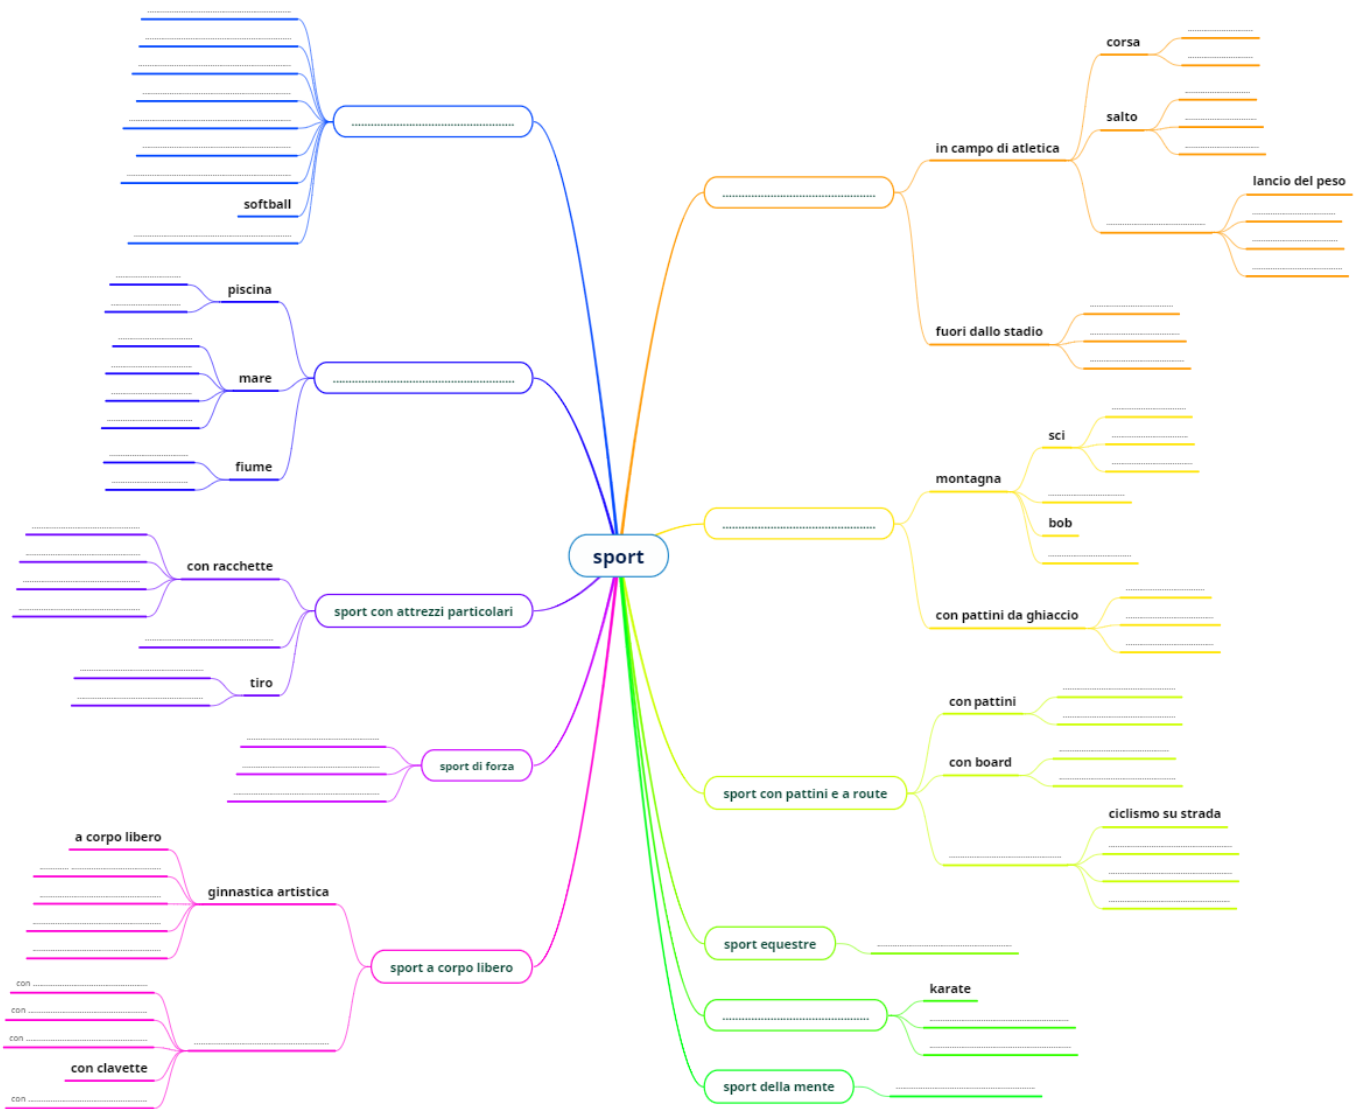 softball
piscina
mare
fiume
con racchette
sport con attrezzi particolari
tiro
sport di forza
a corpo libero
ginnastica artistica
sport a corpo libero
con
con
con
con clavette
con
sport
corsa
salto
in campo di atletica
lancio del peso
fuori dallo stadio
sci
montagna
bob
con pattini da ghiaccio
con pattini
con board
sport con pattini e a route
ciclismo su strada
sport equestre
karate
sport della mente